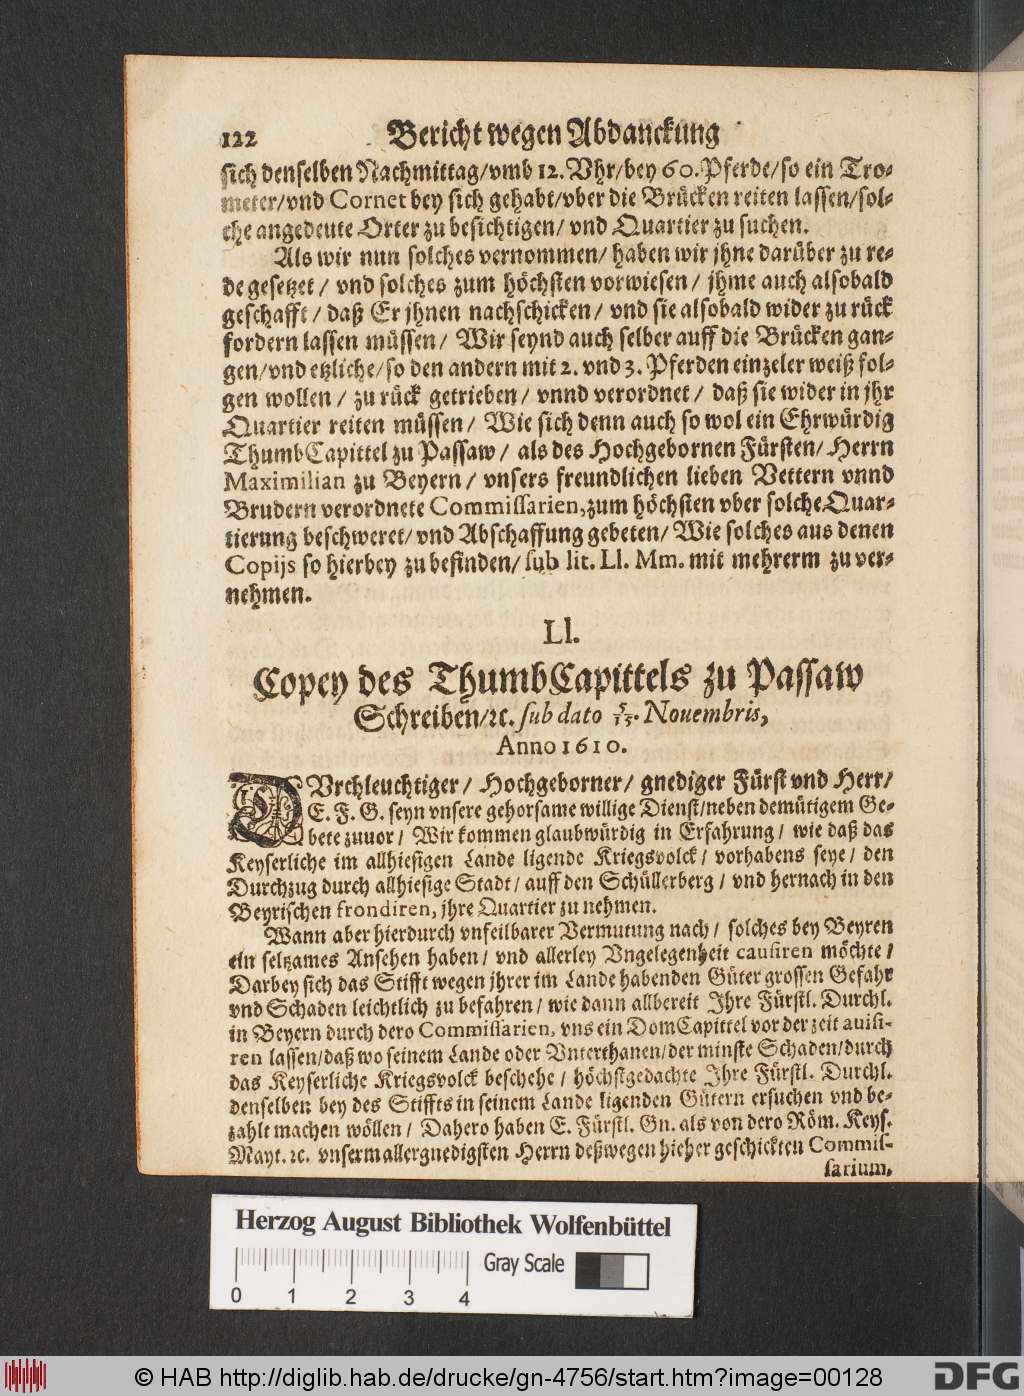 122 Bericht wegen Abdanckung
sich denselben Nachmittag/vmb 12. Vhr/bey 60. Pferde/so ein Tro-
meter/vnd Cornet bey sich gehabt/vber die Brücken reiten lassen/sol-
che angedeute Orter zu besichtigen/ vnd Quartier zu suchen.
Als wir nun solches vernommen/ haben wir jhne darüber zu re-
de gesetzet/ vnd solches zum höchsten vorwiesen/ jhme auch alsobald
geschafft/ daß Er jhnen nachschicken/ vnd sie alsobald wider zu rück
fordern lassen müssen/ Wir seynd auch selber auff die Brücken gan-
gen/vnd etzliche/so den andern mit 2. vnd 3. Pferden einzeler weiß fol-
gen wollen/ zu rück getrieben/ vnnd verordnet/ daß sie wider in jhr
Quartier reiten müssen/ Wie sich denn auch so wol ein Ehrwürdig
ThumbCapittel zu Passaw/ als des Hochgebornen Fürsten/ Herrn
Maximilian zu Beyern/ vnsers freundlichen lieben Vettern vnnd
Brudern verordnete Commissarien, zum höchsten vber solche Quar-
tierung beschweret/ vnd Abschaffung gebeten/ Wie solches aus denen
Copijs so hierbey zu befinden/ sub lit. Ll. Mm. mit mehrerm zu ver-
nehmen.
Ll.
Copey des ThumbCapittels zu Passaw
Schreiben/ꝛc. sub dato 5/15. Nouembris,
Anno 1610.
DVrchleuchtiger/ Hochgeborner/ gnediger Fürst vnd Herr/
E. F. G. seyn vnsere gehorsame willige Dienst/neben demütigem Ge-
bete zuuor/ Wir kommen glaubwürdig in Erfahrung/ wie daß das
Keyserliche im allhiesigen Lande ligende Kriegsvolck/ vorhabens seye/ den
Durchzug durch allhiesige Stadt/ auff den Schüllerberg/ vnd hernach in den
Beyrischen frondiren, jhre Quartier zu nehmen.
Wann aber hierdurch vnfeilbarer Vermutung nach/ solches bey Beyren
ein seltzames Ansehen haben/ vnd allerley Vngelegenheit causiren möchte/
Darbey sich das Stifft wegen jhrer im Lande habenden Güter grossen Gefahr
vnd Schaden leichtlich zu befahren/ wie dann allbereit Ihre Fürstl. Durchl.
in Beyern durch dero Commissarien, vns ein DomCapittel vor der zeit auisi-
ren lassen/daß wo seinem Lande oder Vnterthanen/der minste Schaden/durch
das Keyserliche Kriegsvolck beschehe/ höchstgedachte Ihre Fürstl. Durchl.
denselben bey des Stiffts in seinem Lande ligenden Gütern ersuchen vnd be-
zahlt machen wöllen/ Dahero haben E. Fürstl. Gn. als von dero Röm. Keys.
Mayt. ꝛc. vnserm allergnedigsten Herrn deßwegen hieher geschickten Commis-
sarium,
Herzog August Bibliothek Wolfenbüttel
Gray Scale
0 1 2 3 4
© HAB http://diglib.hab.de/drucke/gn-4756/start.htm?image=00128
DFG